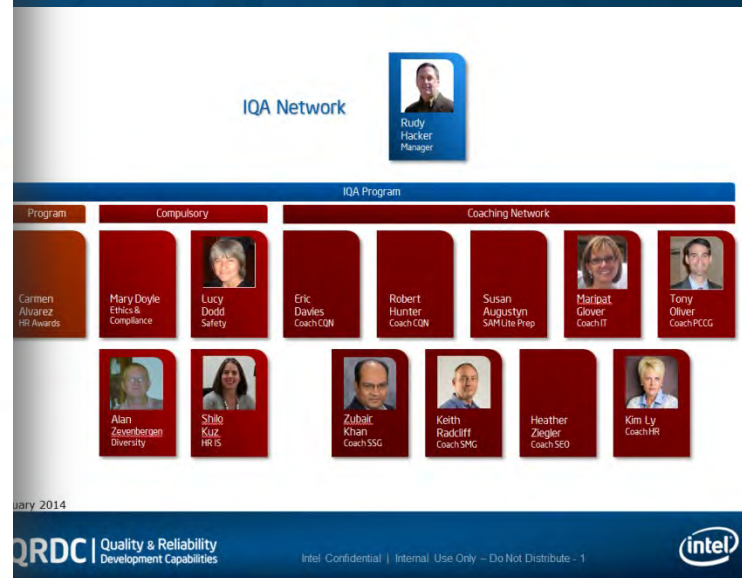 IQA Network
Rudy
Hacker
Manager
IQA Program
Program
Compulsory
Coaching Network
Carmen
Alvarez
HR Awards
Mary Doyle
Ethics &
Compliance
Lucy
Dodd
Safety
Eric
Davies
Coach CQN
Robert
Hunter
Coach CQN
Susan
Augustyn
SAM Lite Prep
Maripat
Glover
Coach IT
Tony
Oliver
Coach PCCG
Alan
Zevenbergen
Diversity
Shilo
Kuz
HR IS
Zubair
Khan
Coach SSG
Keith
Radcliff
Coach SMG
Heather
Ziegler
Coach SEO
Kim Ly
Coach HR
uary 2014
QRDC | Quality & Reliability
Development Capabilities
Intel Confidential | Internal Use Only – Do Not Distribute - 1
intel